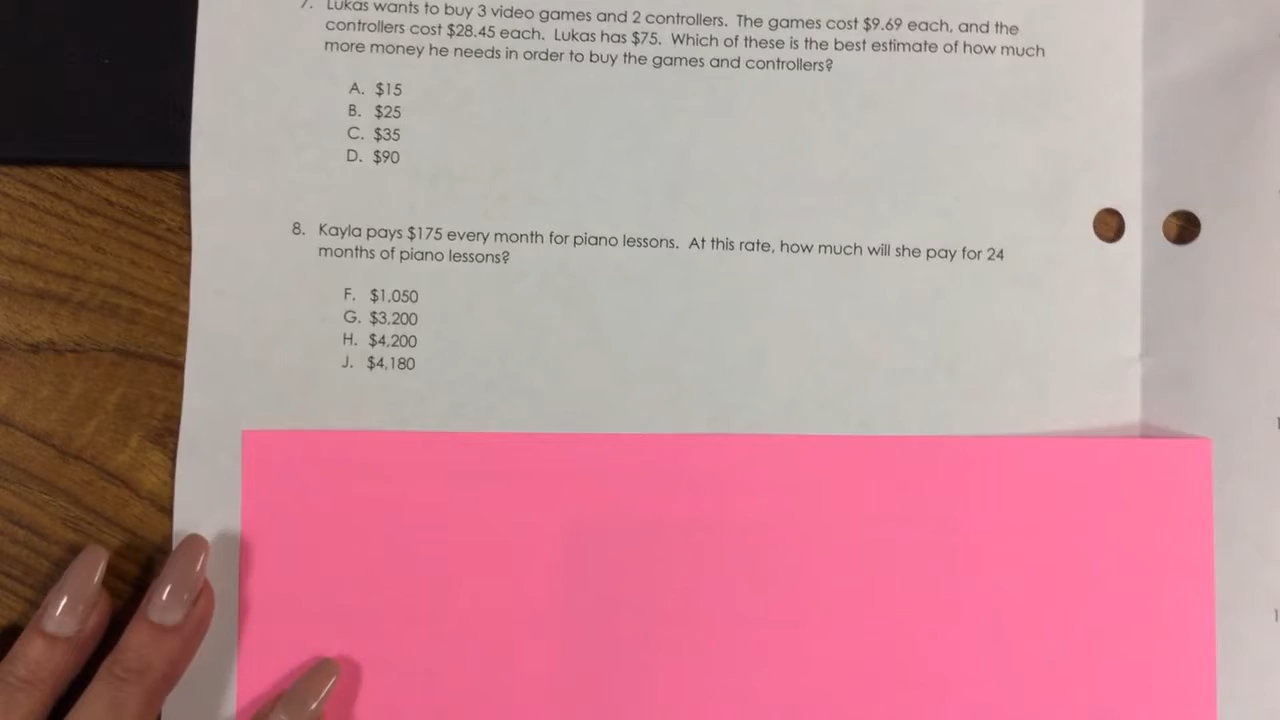 7. Lukas wants to buy 3 video games and 2 controllers. The games cost $9.69 each, and the
controllers cost $28.45 each. Lukas has $75. Which of these is the best estimate of how much
more money he needs in order to buy the games and controllers?
A. $15
B. $25
C. $35
D. $90
8. Kayla pays $175 every month for piano lessons. At this rate, how much will she pay for 24
months of piano lessons?
F. $1,050
G. $3,200
H. $4,200
J. $4,180